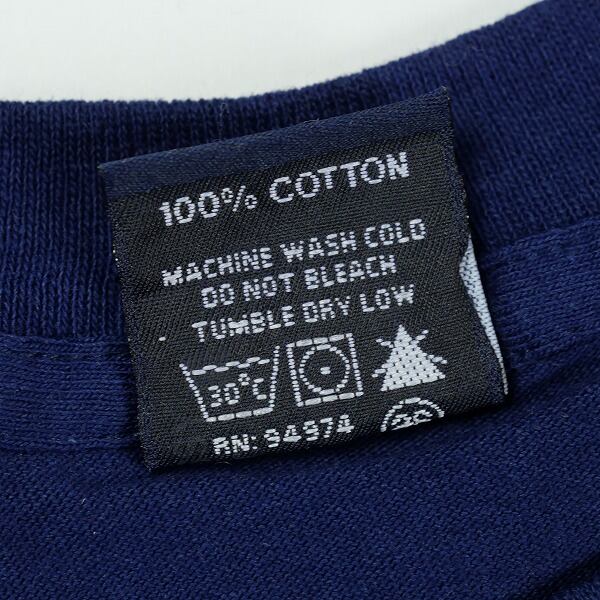 100% COTTON
MACHINE WASH COLD
DO NOT BLEACH
TUMBLE DRY LOW
30°C
RN: 94974